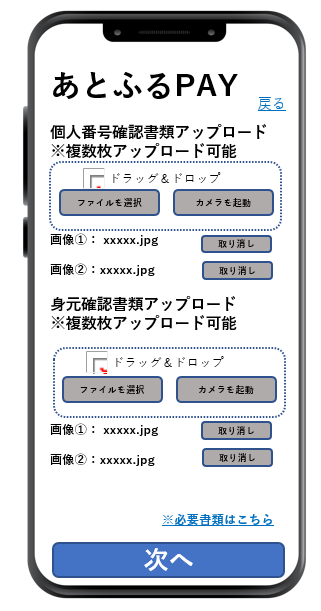 あとふるPAY
戻る
個人番号確認書類アップロード
※複数枚アップロード可能
ドラッグ＆ドロップ
ファイルを選択 カメラを起動
画像①： xxxxx.jpg 取り消し
画像②：xxxxx.jpg 取り消し
身元確認書類アップロード
※複数枚アップロード可能
ドラッグ＆ドロップ
ファイルを選択 カメラを起動
画像①： xxxxx.jpg 取り消し
画像②：xxxxx.jpg 取り消し
※必要書類はこちら
次へ